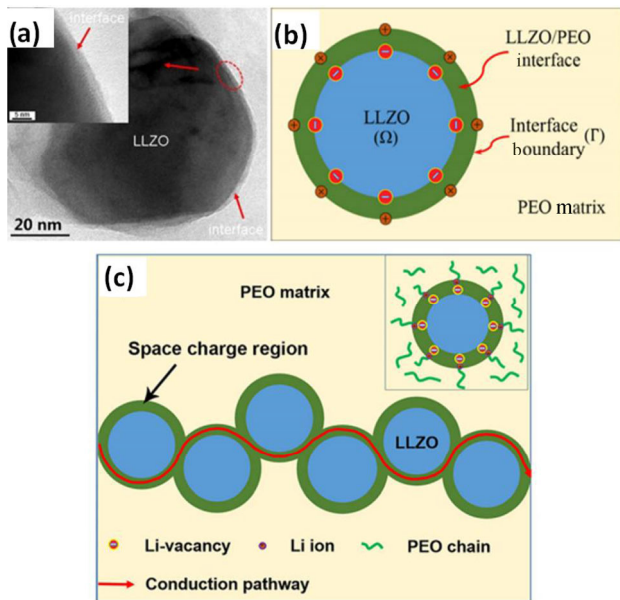 (a)
interface
5 nm
LLZO
20 nm
interface
(b)
LLZO
(Ω)
LLZO/PEO
interface
Interface
boundary (Γ)
PEO matrix
(c)
PEO matrix
Space charge region
LLZO
Li-vacancy
Li ion
PEO chain
Conduction pathway